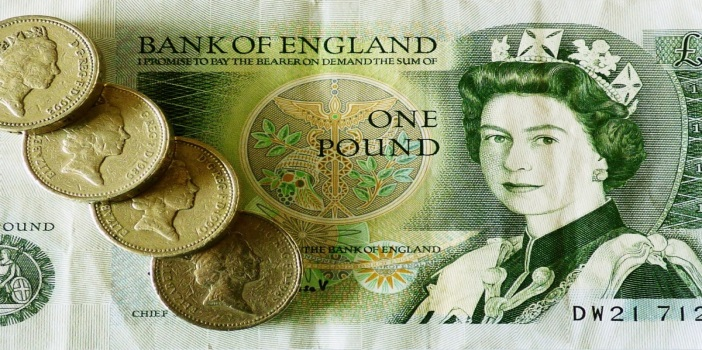 BANK OF ENGLAND
I PROMISE TO PAY THE BEARER ON DEMAND THE SUM OF
£
ONE
POUND
POUND
THE BANK OF ENGLAND
CHIEF
DW21 712